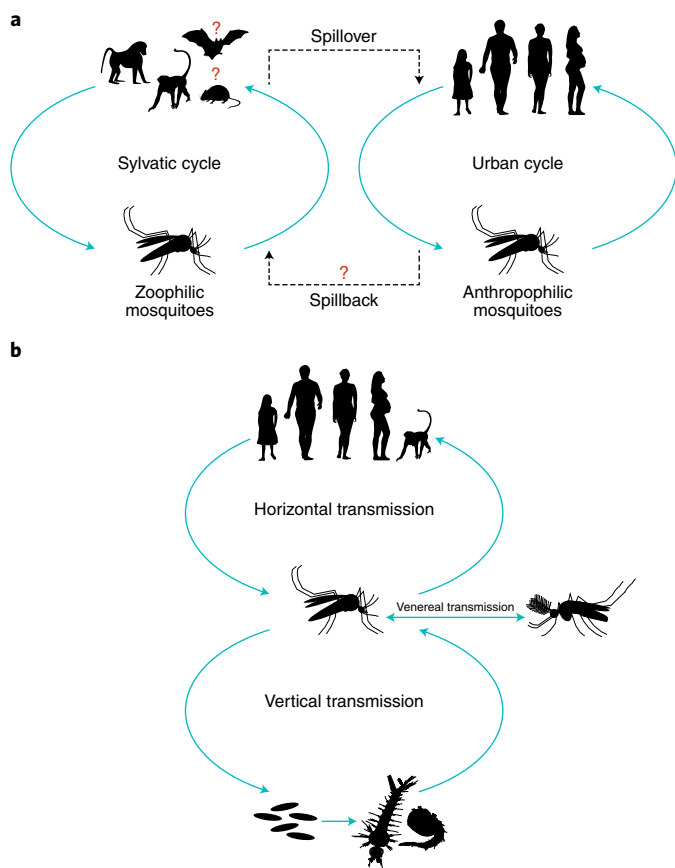 a
?
?
Spillover
Sylvatic cycle
Urban cycle
?
Spillback
Zoophilic
mosquitoes
Anthropophilic
mosquitoes
b
Horizontal transmission
Venereal transmission
Vertical transmission